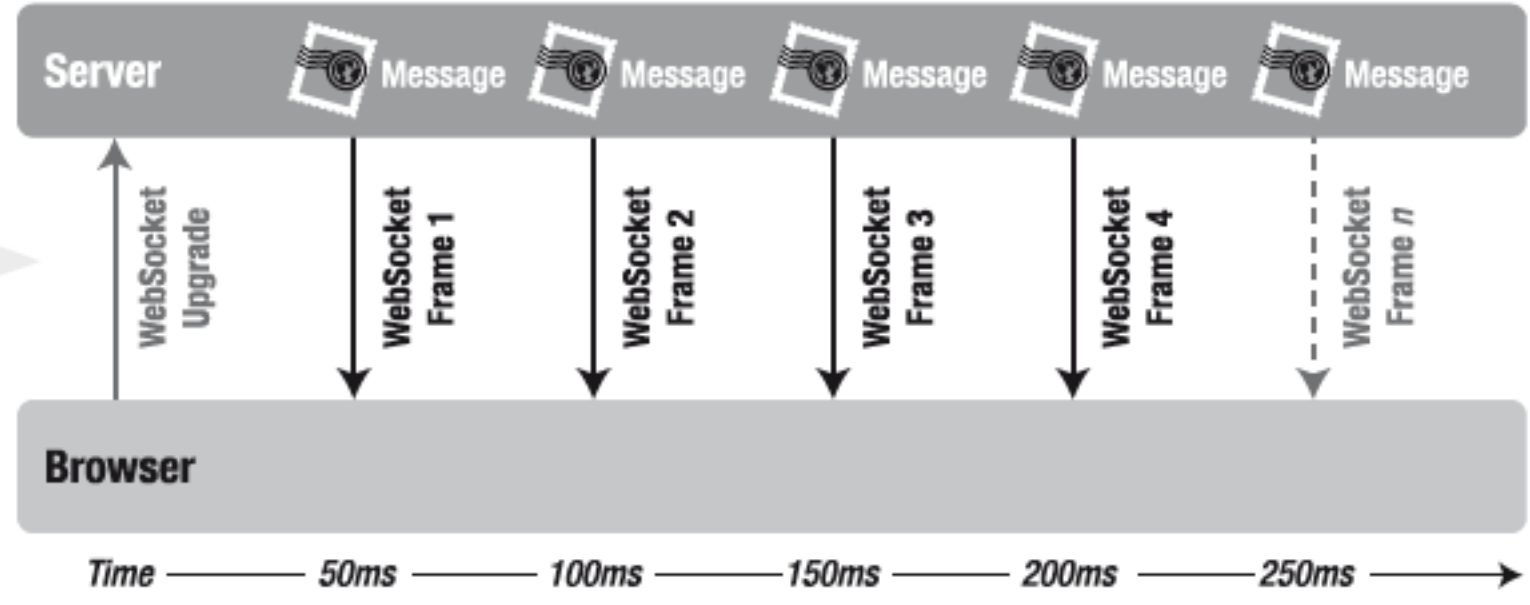 Server
Message
Message
Message
Message
Message
WebSocket
Upgrade
WebSocket
Frame 1
WebSocket
Frame 2
WebSocket
Frame 3
WebSocket
Frame 4
WebSocket
Frame n
Browser
Time 50ms 100ms 150ms 200ms 250ms